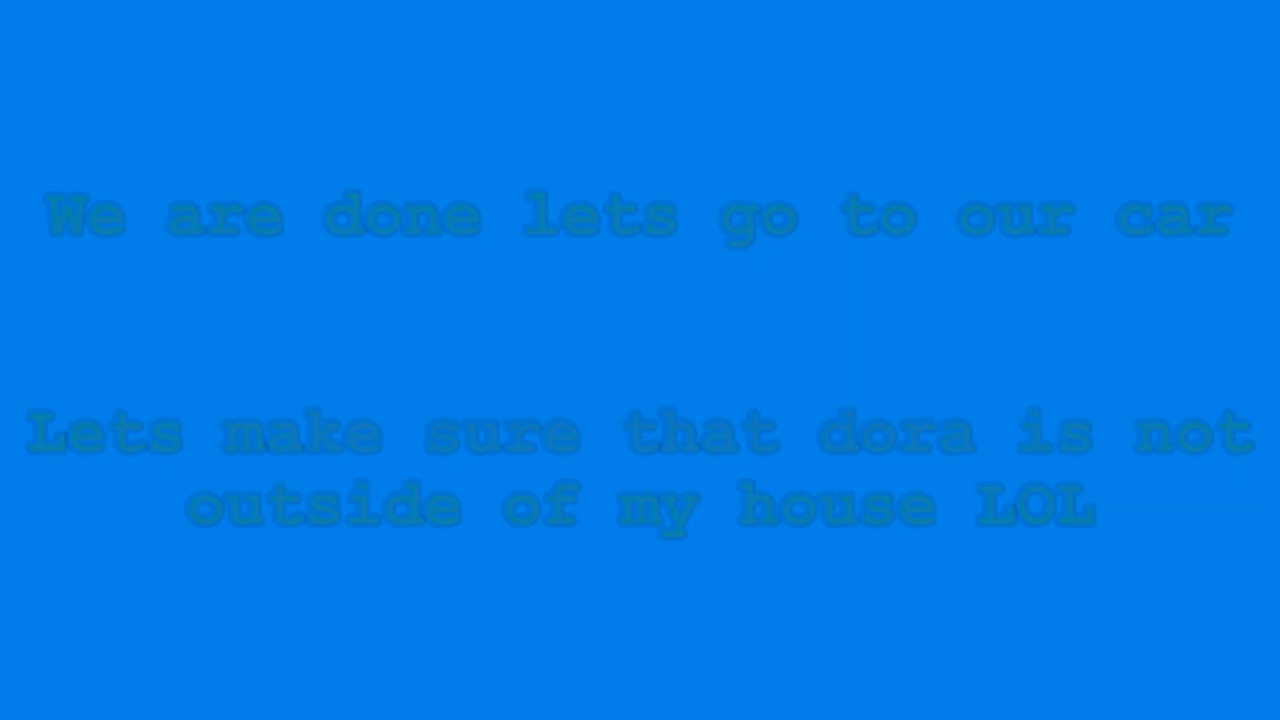 We are done lets go to our car
Lets make sure that dora is not
outside of my house LOL